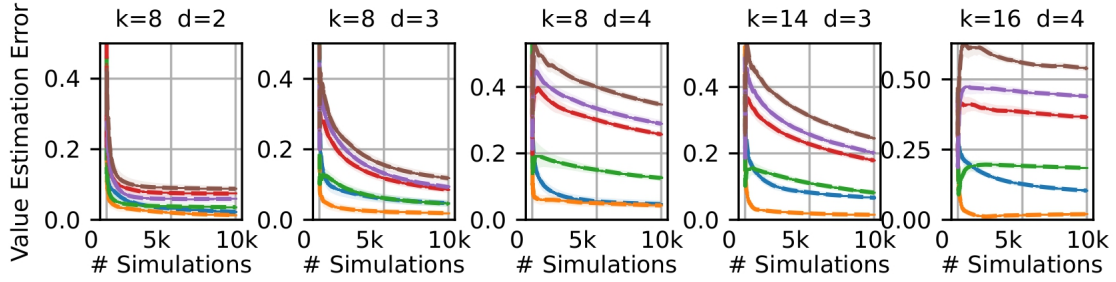 k=8 d=2
k=8 d=3
k=8 d=4
k=14 d=3
k=16 d=4
Value Estimation Error
0.4
0.2
0.0
0.4
0.2
0.0
0.4
0.2
0.0
0.4
0.2
0.0
0.50
0.25
0.00
0 5k 10k
0 5k 10k
0 5k 10k
0 5k 10k
0 5k 10k
# Simulations
# Simulations
# Simulations
# Simulations
# Simulations